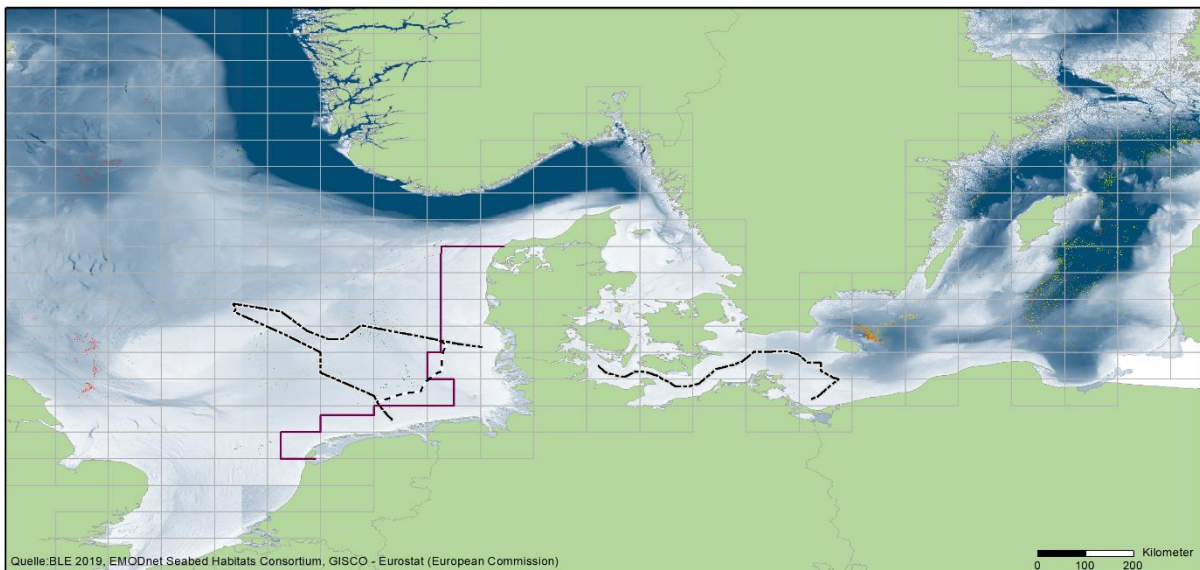 Quelle:BLE 2019, EMODnet Seabed Habitats Consortium, GISCO - Eurostat (European Commission)
Kilometer
0 100 200